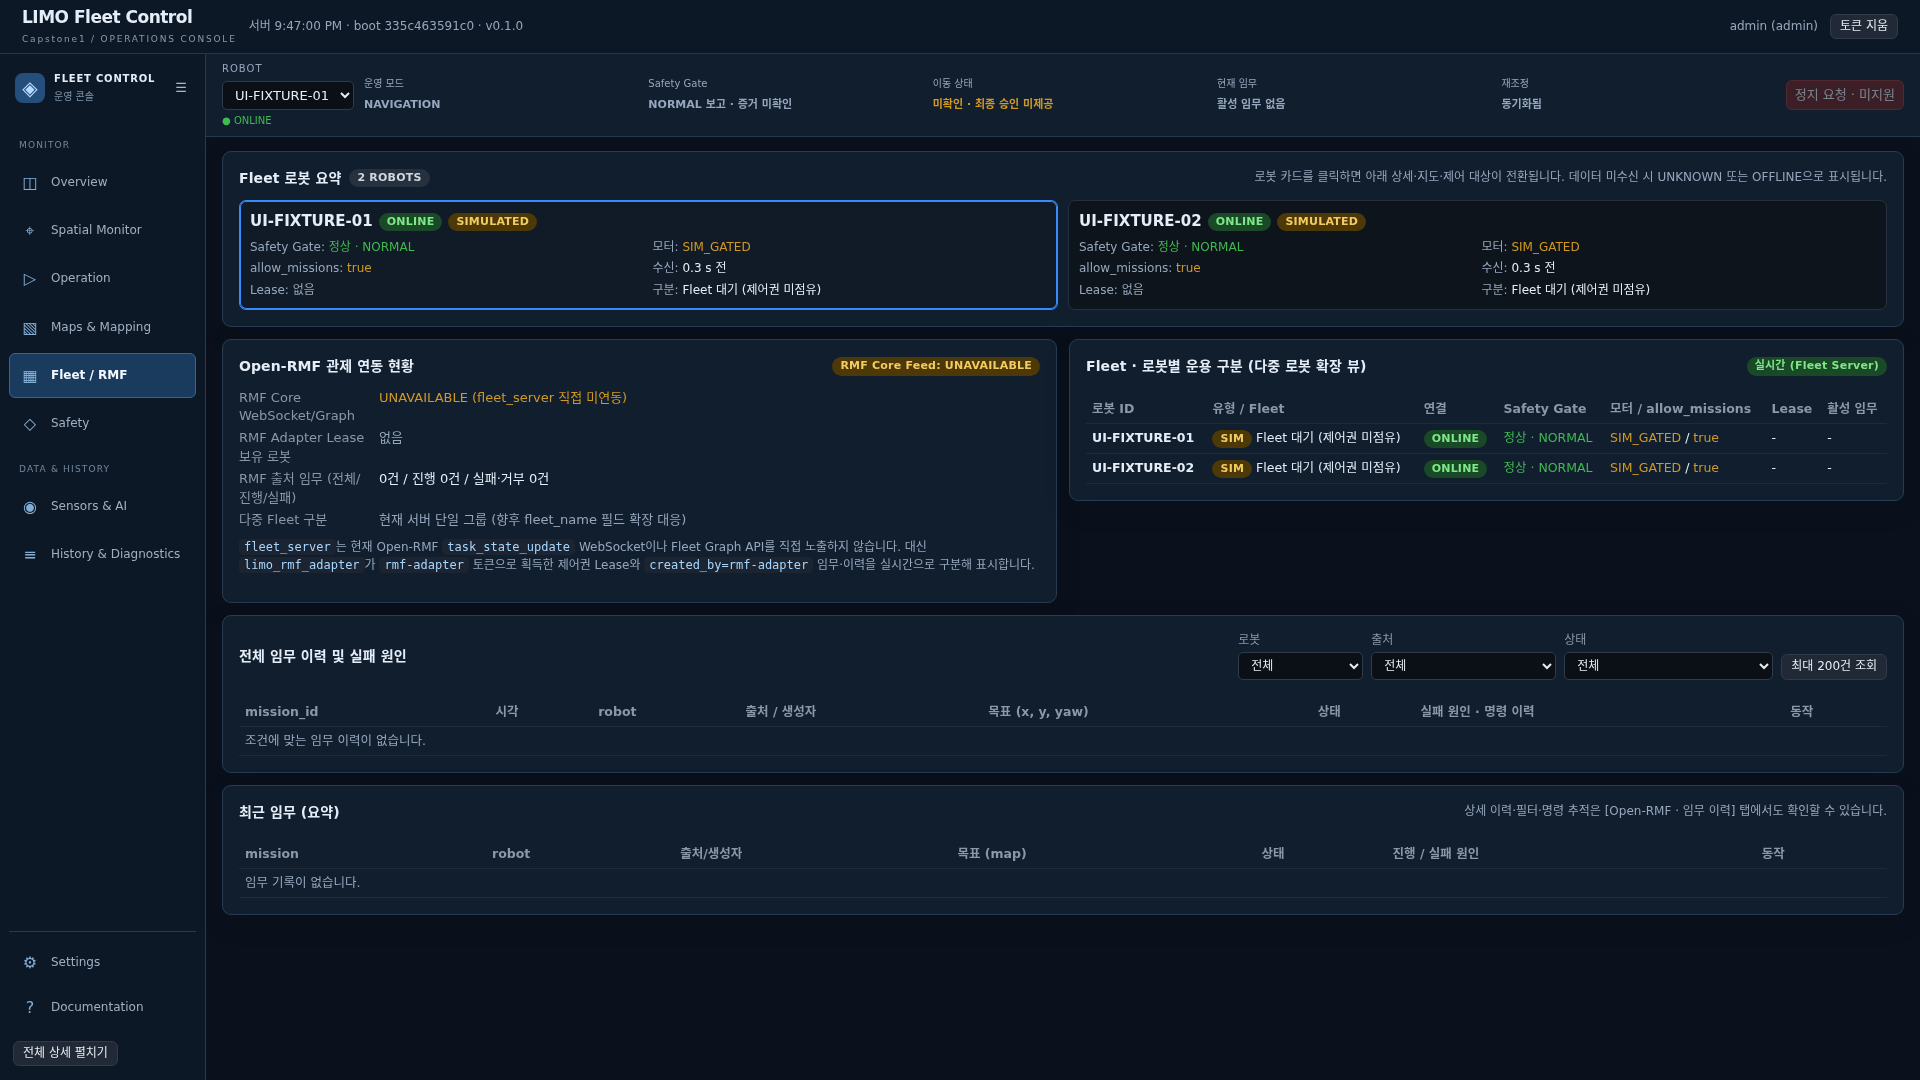 LIMO Fleet Control
Capstone1 / OPERATIONS CONSOLE
서버 9:47:00 PM · boot 335c463591c0 · v0.1.0
admin (admin)
토큰 지움
FLEET CONTROL
운영 콘솔
☰
MONITOR
Overview
Spatial Monitor
Operation
Maps & Mapping
Fleet / RMF
Safety
DATA & HISTORY
Sensors & AI
History & Diagnostics
Settings
? Documentation
전체 상세 펼치기
ROBOT
UI-FIXTURE-01
● ONLINE
운영 모드
NAVIGATION
Safety Gate
NORMAL 보고 · 증거 미확인
이동 상태
미확인 · 최종 승인 미제공
현재 임무
활성 임무 없음
재조정
동기화됨
정지 요청 · 미지원
Fleet 로봇 요약 2 ROBOTS
로봇 카드를 클릭하면 아래 상세·지도·제어 대상이 전환됩니다. 데이터 미수신 시 UNKNOWN 또는 OFFLINE으로 표시됩니다.
UI-FIXTURE-01 ONLINE SIMULATED
Safety Gate: 정상 · NORMAL
모터: SIM_GATED
allow_missions: true
수신: 0.3 s 전
Lease: 없음
구분: Fleet 대기 (제어권 미점유)
UI-FIXTURE-02 ONLINE SIMULATED
Safety Gate: 정상 · NORMAL
모터: SIM_GATED
allow_missions: true
수신: 0.3 s 전
Lease: 없음
구분: Fleet 대기 (제어권 미점유)
Open-RMF 관제 연동 현황
RMF Core Feed: UNAVAILABLE
RMF Core
WebSocket/Graph
UNAVAILABLE (fleet_server 직접 미연동)
RMF Adapter Lease
보유 로봇
없음
RMF 출처 임무 (전체/
진행/실패)
0건 / 진행 0건 / 실패·거부 0건
다중 Fleet 구분
현재 서버 단일 그룹 (향후 fleet_name 필드 확장 대응)
fleet_server 는 현재 Open-RMF task_state_update WebSocket이나 Fleet Graph API를 직접 노출하지 않습니다. 대신
limo_rmf_adapter 가 rmf-adapter 토큰으로 획득한 제어권 Lease와 created_by=rmf-adapter 임무·이력을 실시간으로 구분해 표시합니다.
Fleet · 로봇별 운용 구분 (다중 로봇 확장 뷰)
실시간 (Fleet Server)
로봇 ID 유형 / Fleet 연결 Safety Gate 모터 / allow_missions Lease 활성 임무
UI-FIXTURE-01 SIM Fleet 대기 (제어권 미점유) ONLINE 정상 · NORMAL SIM_GATED / true - -
UI-FIXTURE-02 SIM Fleet 대기 (제어권 미점유) ONLINE 정상 · NORMAL SIM_GATED / true - -
전체 임무 이력 및 실패 원인
로봇
전체
출처
전체
상태
전체
최대 200건 조회
mission_id 시각 robot 출처 / 생성자 목표 (x, y, yaw) 상태 실패 원인 · 명령 이력 동작
조건에 맞는 임무 이력이 없습니다.
최근 임무 (요약)
상세 이력·필터·명령 추적은 [Open-RMF · 임무 이력] 탭에서도 확인할 수 있습니다.
mission robot 출처/생성자 목표 (map) 상태 진행 / 실패 원인 동작
임무 기록이 없습니다.